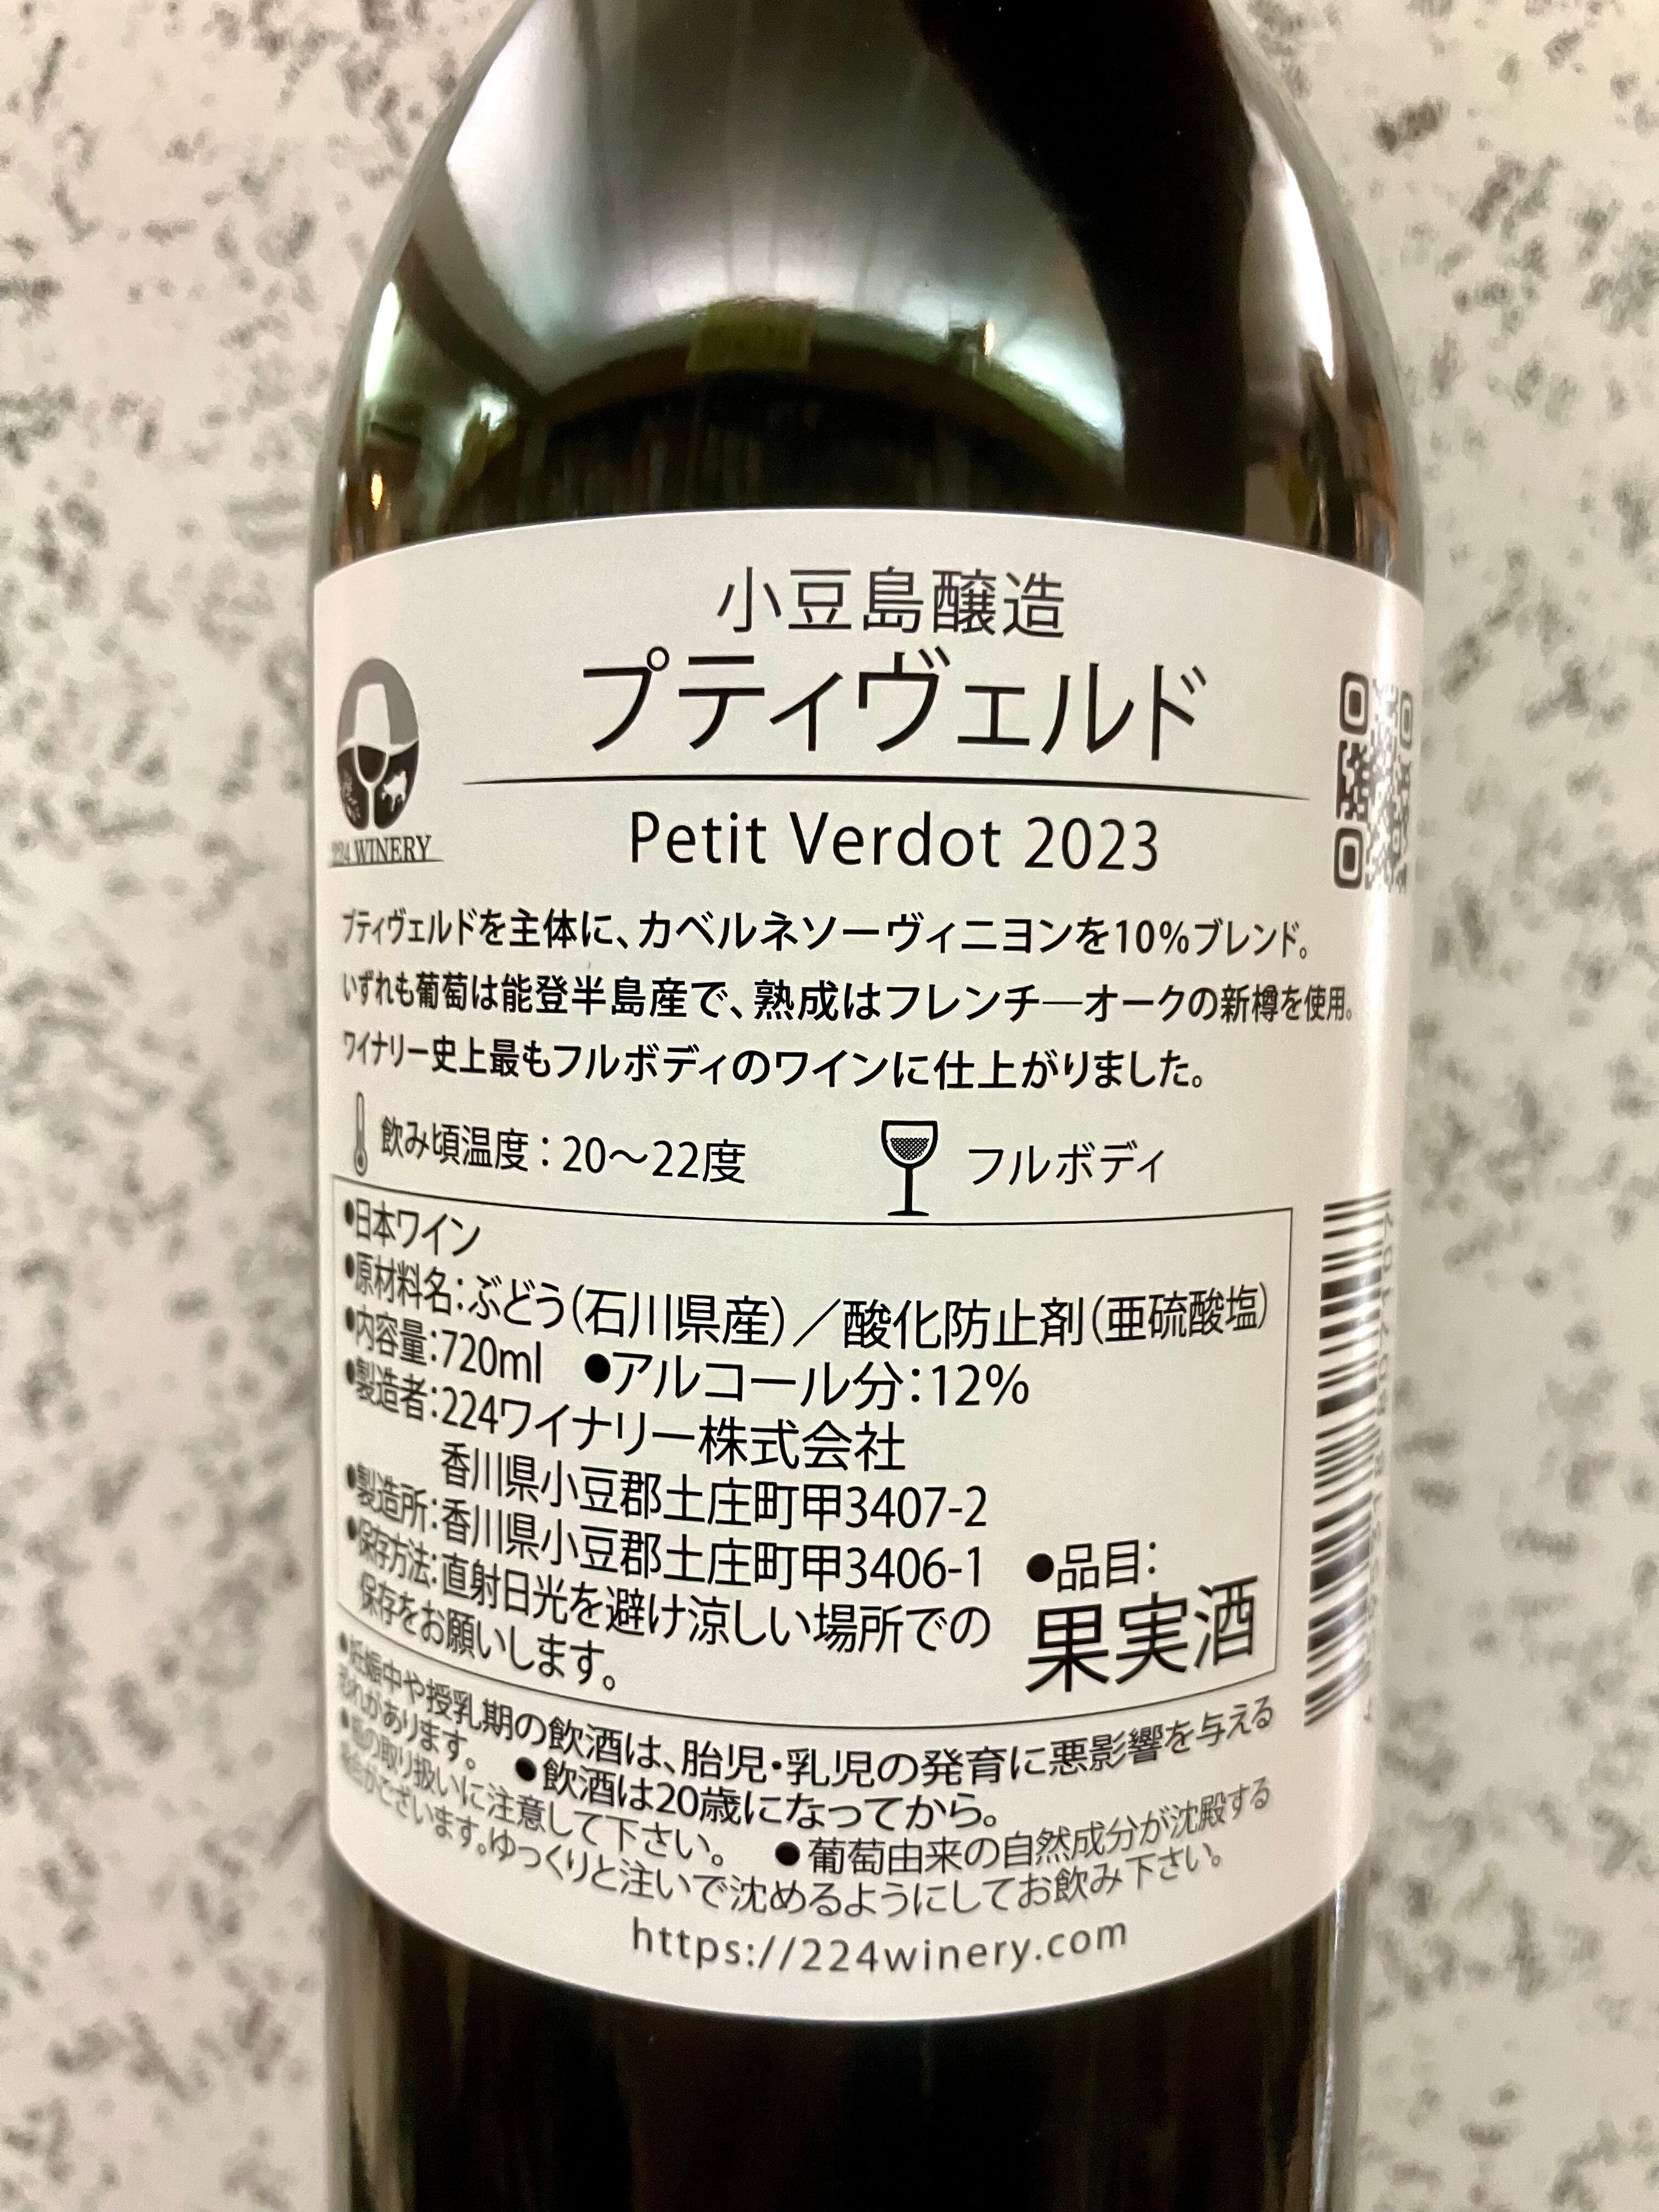 小豆島醸造
プティヴェルド
224 WINERY
Petit Verdot 2023
プティヴェルドを主体に、カベルネソーヴィニヨンを10%ブレンド。
いずれも葡萄は能登半島産で、熟成はフレンチ―オークの新樽を使用。
ワイナリー史上最もフルボディのワインに仕上がりました。
飲み頃温度：20～22度 フルボディ
●日本ワイン
●原材料名：ぶどう（石川県産）／酸化防止剤（亜硫酸塩）
●内容量：720ml ●アルコール分：12%
●製造者：224ワイナリー株式会社
香川県小豆郡土庄町甲3407-2
●製造所：香川県小豆郡土庄町甲3406-1
●保存方法：直射日光を避け涼しい場所での
保存をお願いします。
●品目：
果実酒
●妊娠中や授乳期の飲酒は、胎児・乳児の発育に悪影響を与える
恐れがあります。 ●飲酒は20歳になってから。
●瓶の取り扱いに注意して下さい。 ●葡萄由来の自然成分が沈殿する
場合がございます。ゆっくりと注いで沈めるようにしてお飲み下さい。
https://224winery.com